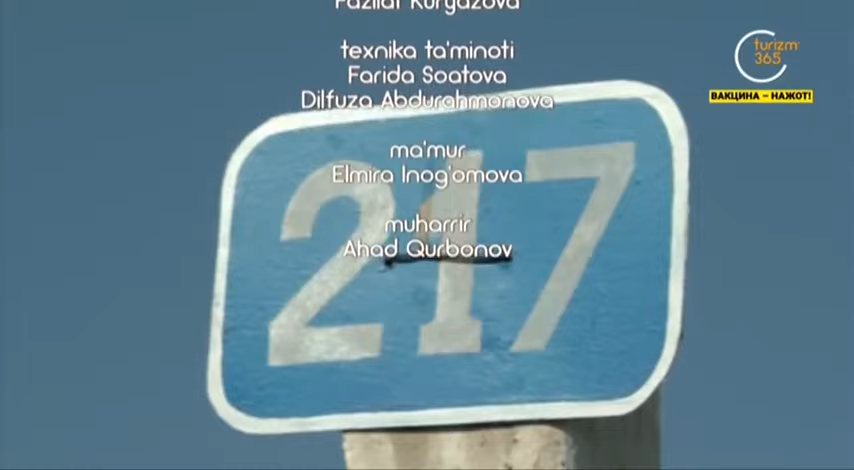 Fazilat Kuryazova
texnika ta'minoti
Farida Soatova
Dilfuza Abdurahmonova
ma'mur
Elmira Inog'omova
muharrir
Ahad Qurbonov
217
turizm
365
ВАКЦИНА – НАЖОТ!